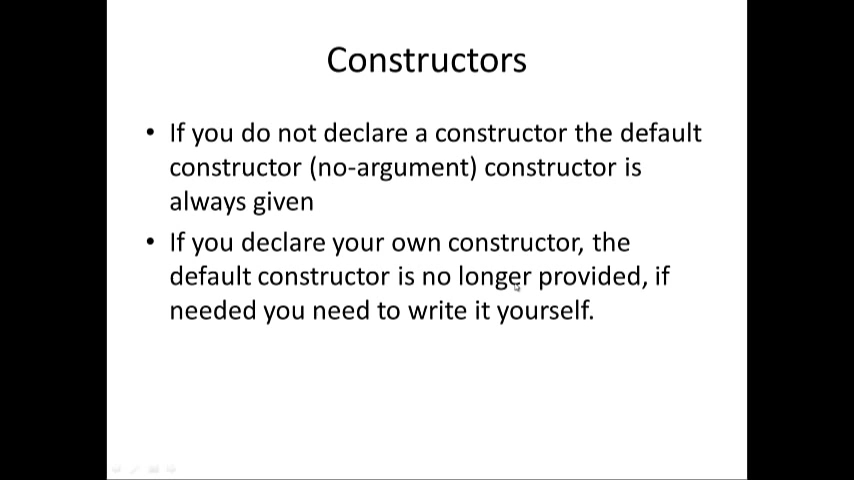 Constructors
• If you do not declare a constructor the default
constructor (no-argument) constructor is
always given
• If you declare your own constructor, the
default constructor is no longer provided, if
needed you need to write it yourself.